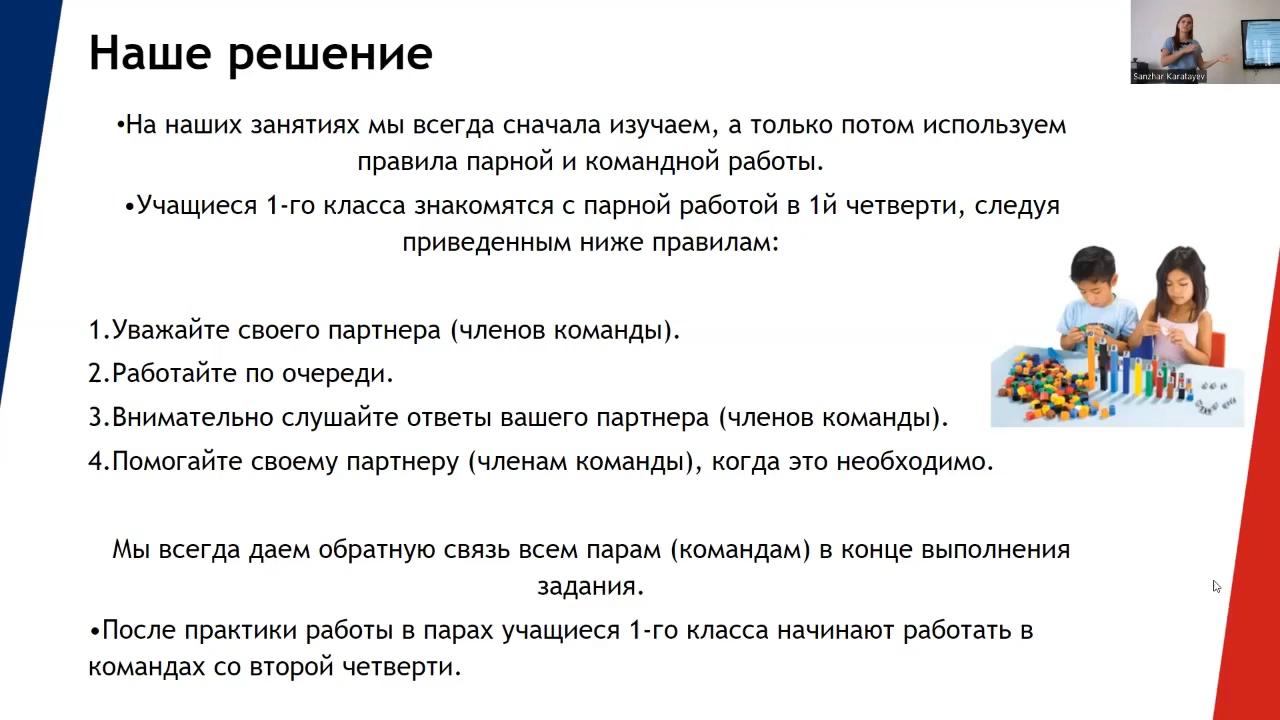 Наше решение
Sanzhar Karatayev
•На наших занятиях мы всегда сначала изучаем, а только потом используем
правила парной и командной работы.
•Учащиеся 1-го класса знакомятся с парной работой в 1й четверти, следуя
приведенным ниже правилам:
1.Уважайте своего партнера (членов команды).
2.Работайте по очереди.
3.Внимательно слушайте ответы вашего партнера (членов команды).
4.Помогайте своему партнеру (членам команды), когда это необходимо.
Мы всегда даем обратную связь всем парам (командам) в конце выполнения
задания.
•После практики работы в парах учащиеся 1-го класса начинают работать в
командах со второй четверти.